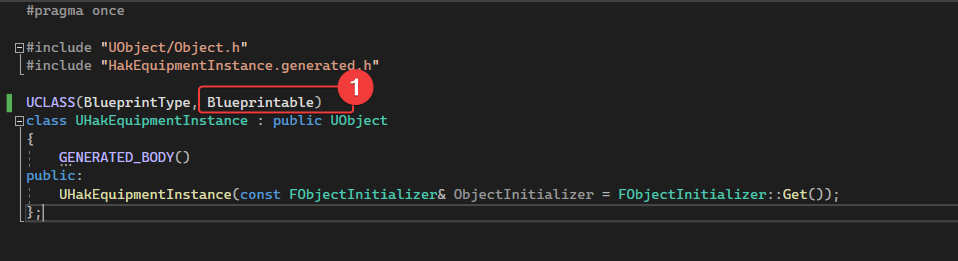 #pragma once
#include "UObject/Object.h"
#include "HakEquipmentInstance.generated.h"
1
UCLASS(BlueprintType, Blueprintable)
class UHakEquipmentInstance : public UObject
{
GENERATED_BODY()
public:
UHakEquipmentInstance(const FObjectInitializer& ObjectInitializer = FObjectInitializer::Get());
};